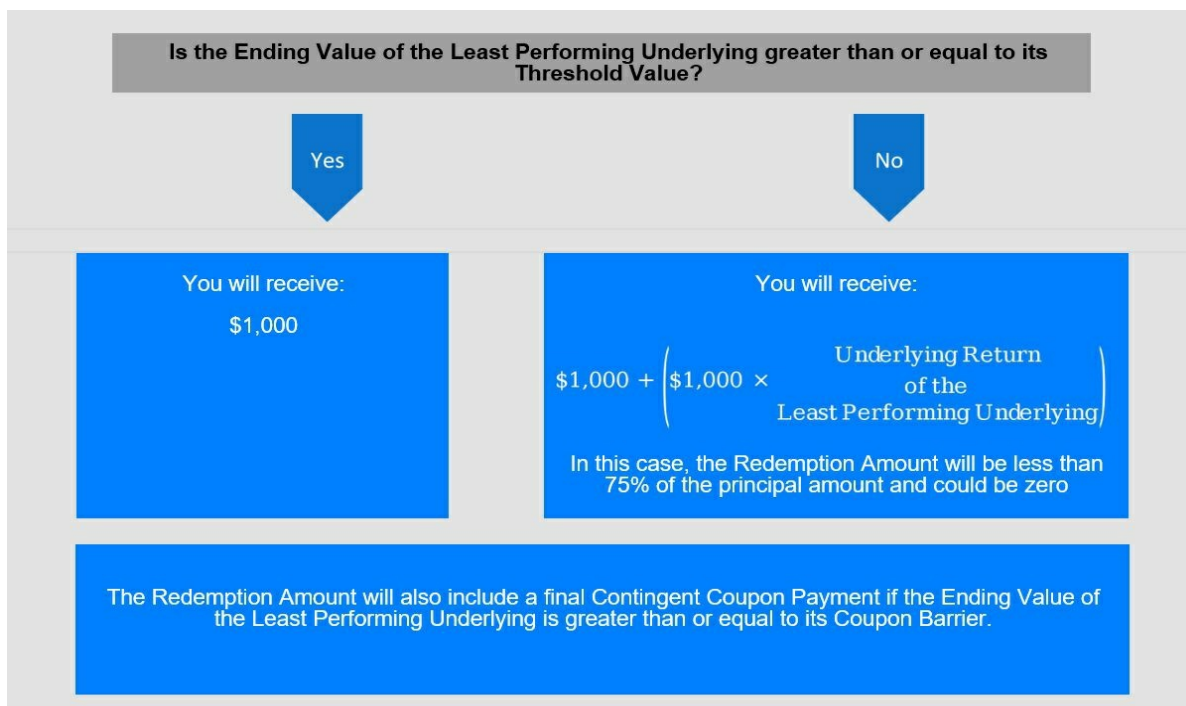 Is the Ending Value of the Least Performing Underlying greater than or equal to its
Threshold Value?
Yes
No
You will receive:
$1,000
You will receive:
$1,000 + ($1,000 × Underlying Return
of the
Least Performing Underlying)
In this case, the Redemption Amount will be less than
75% of the principal amount and could be zero
The Redemption Amount will also include a final Contingent Coupon Payment if the Ending Value of
the Least Performing Underlying is greater than or equal to its Coupon Barrier.